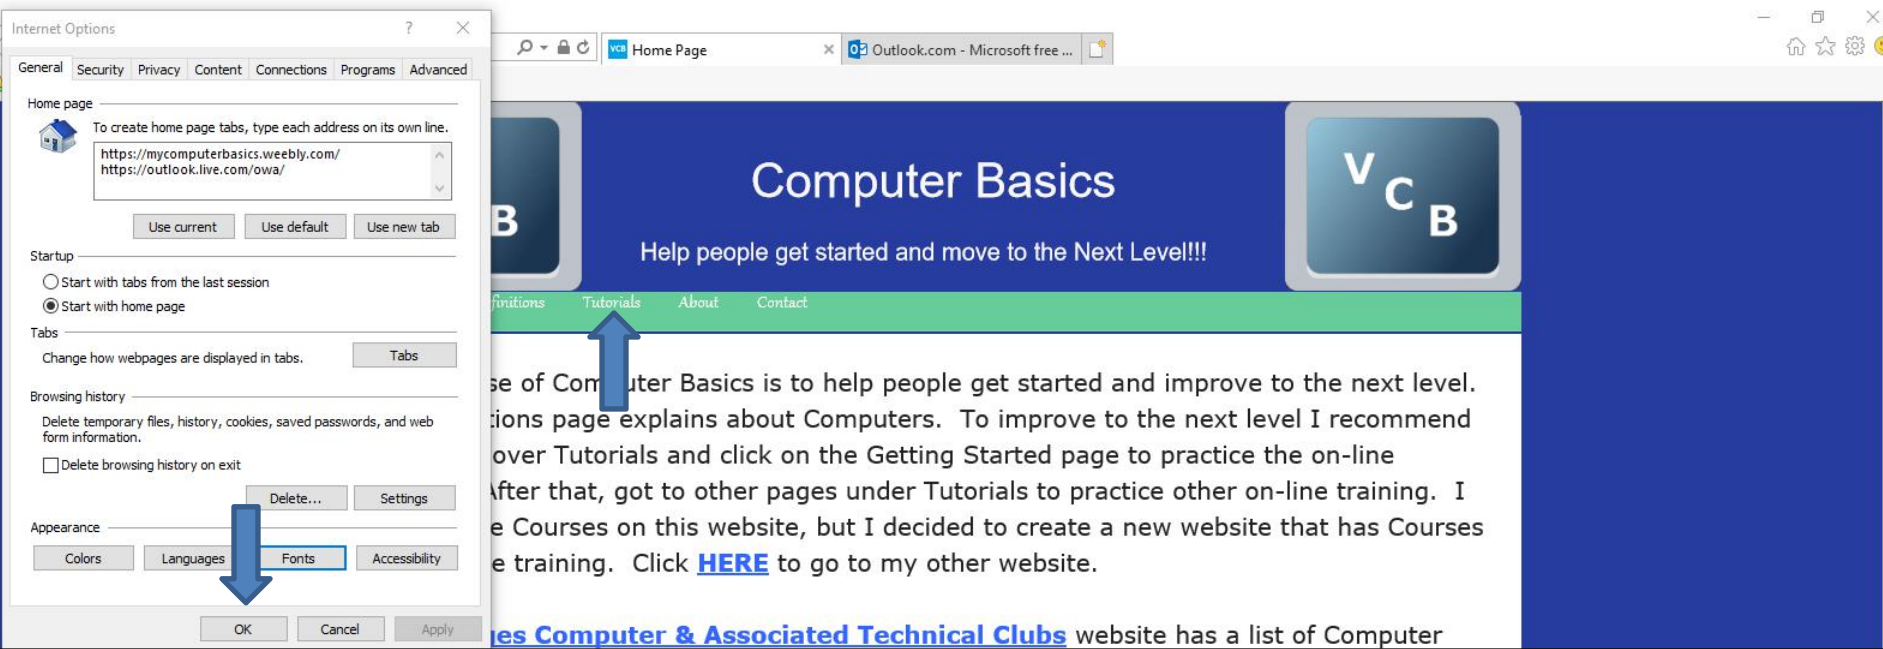 Internet Options
General Security Privacy Content Connections Programs Advanced
Home page
To create home page tabs, type each address on its own line.
https://mycomputerbasics.weebly.com/
https://outlook.live.com/owa/
Use current Use default Use new tab
Startup
Start with tabs from the last session
Start with home page
Tabs
Change how webpages are displayed in tabs.
Tabs
Browsing history
Delete temporary files, history, cookies, saved passwords, and web
form information.
Delete browsing history on exit
Delete... Settings
Appearance
Colors Languages Fonts Accessibility
OK Cancel Apply
VCB Home Page
Outlook.com - Microsoft free ...
B
Computer Basics
Help people get started and move to the Next Level!!!
V
C
B
finitions Tutorials About Contact
se of Computer Basics is to help people get started and improve to the next level.
tions page explains about Computers. To improve to the next level I recommend
over Tutorials and click on the Getting Started page to practice the on-line
After that, got to other pages under Tutorials to practice other on-line training. I
e Courses on this website, but I decided to create a new website that has Courses
e training. Click HERE to go to my other website.
ges Computer & Associated Technical Clubs website has a list of Computer